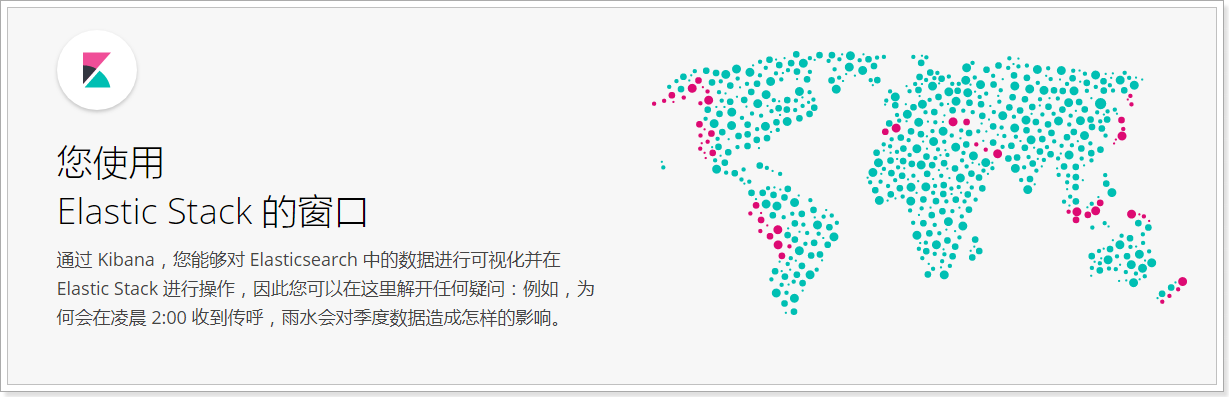 您使用
Elastic Stack 的窗口
通过 Kibana，您能够对 Elasticsearch 中的数据进行可视化并在
Elastic Stack 进行操作，因此您可以在这里解开任何疑问：例如，为
何会在凌晨 2:00 收到传呼，雨水会对季度数据造成怎样的影响。